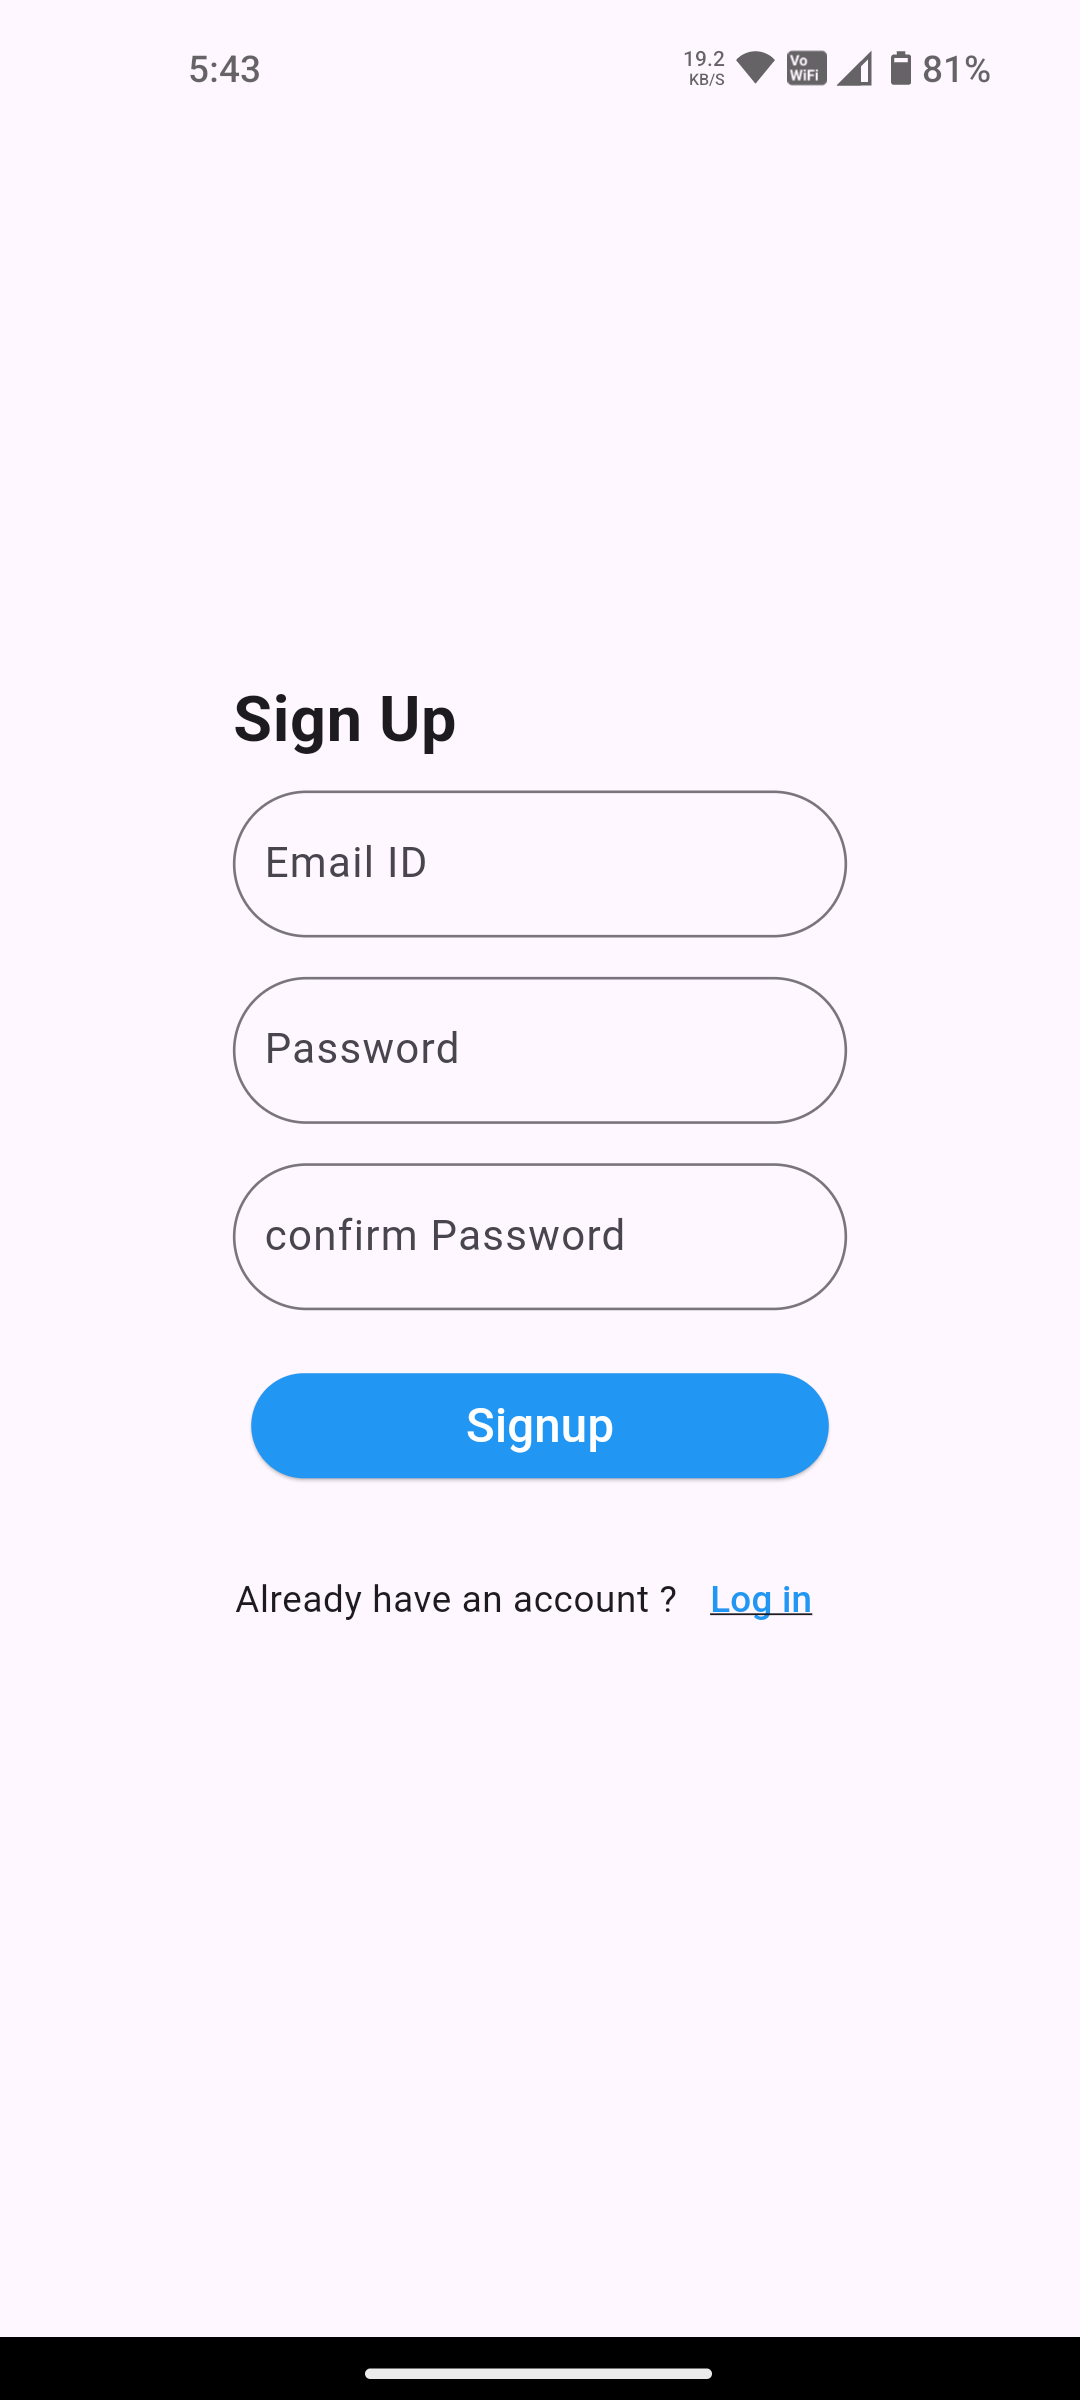 5:43 19.2 KB/S Vo WiFi 81%
Sign Up
Email ID
Password
confirm Password
Signup
Already have an account ? Log in